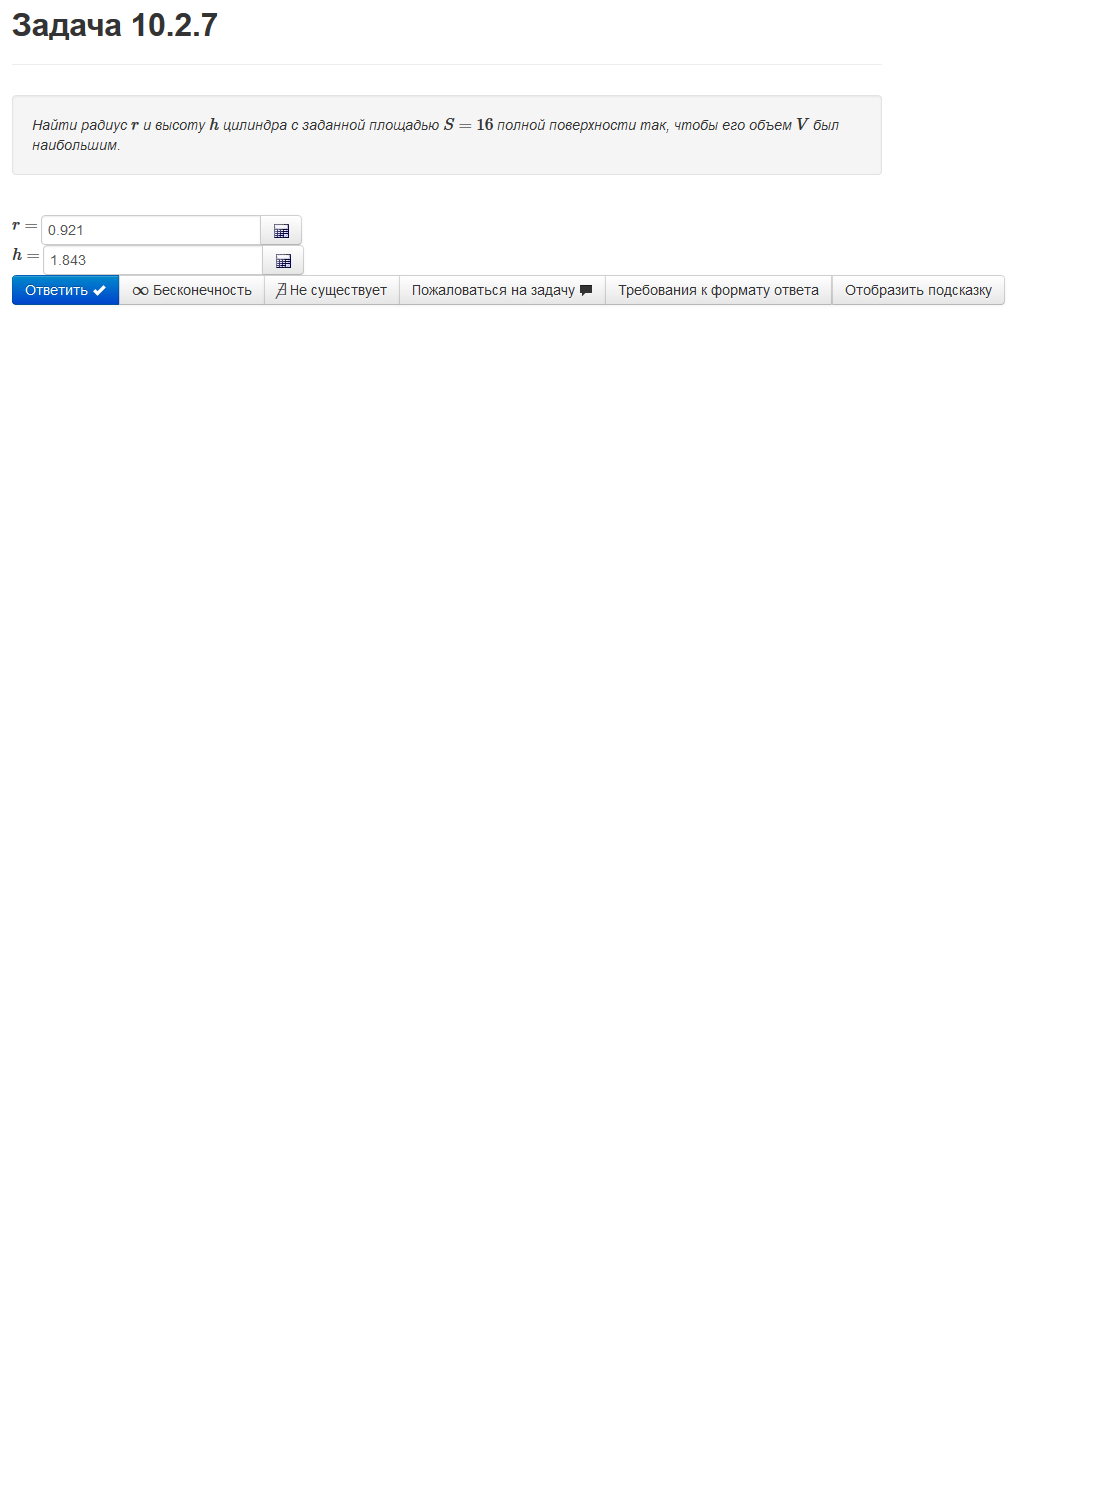 Задача 10.2.7
Найти радиус r и высоту h цилиндра с заданной площадью S = 16 полной поверхности так, чтобы его объем V был
наибольшим.
r = 0.921
h = 1.843
Ответить ∞ Бесконечность ∄ Не существует Пожаловаться на задачу Требования к формату ответа Отобразить подсказку